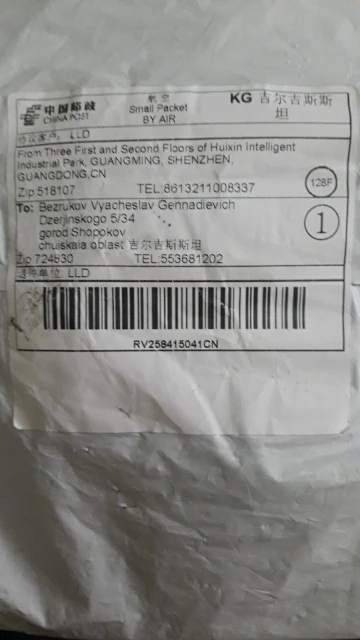 中国邮政
CHINA POST
航空
Small Packet
BY AIR
KG 吉尔吉斯斯
坦
协议客户: LLD
From:Three First and Second Floors of Huixin Intelligent
Industrial Park, GUANGMING, SHENZHEN,
GUANGDONG,CN
Zip:518107 TEL:8613211008337
128F
To: Bezrukov Vyacheslav Gennadievich
Dzerjinskogo 5/34
gorod Shopokov
chuiskaia oblast 吉尔吉斯斯坦
Zip:724830 TEL:553681202
1
退件单位: LLD
RV258415041CN